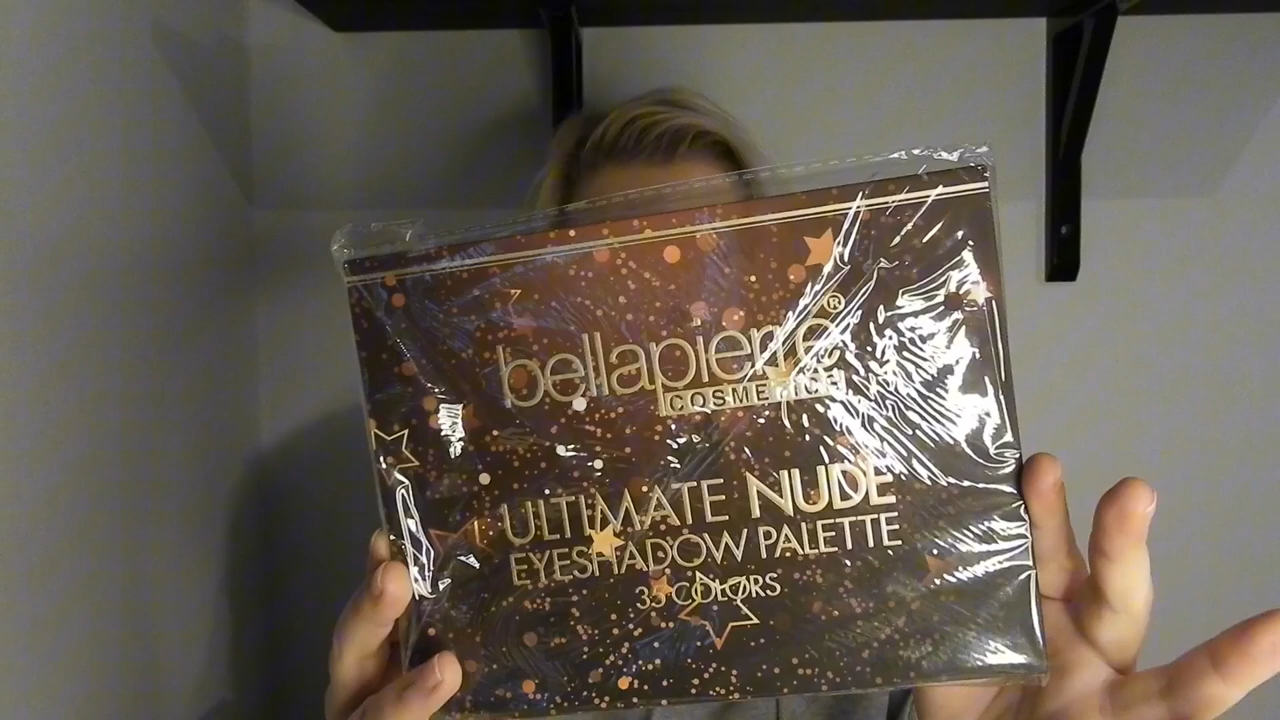 bellapierre®
COSMETICS
ULTIMATE NUDE
EYESHADOW PALETTE
35 COLORS